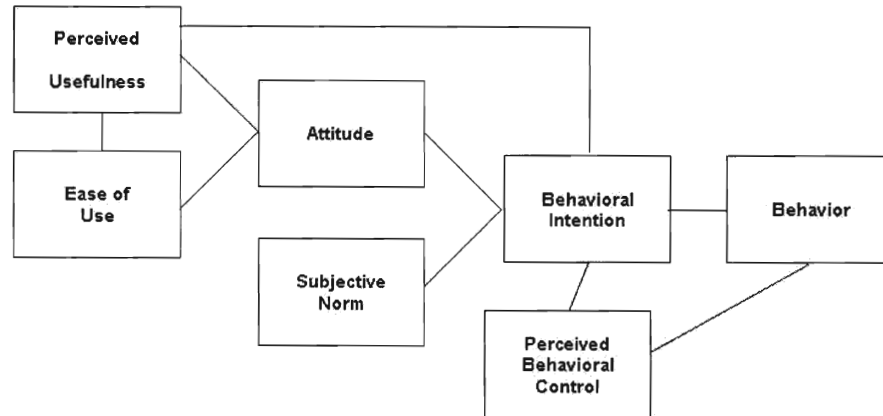 Perceived
Usefulness
Ease of
Use
Attitude
Subjective
Norm
Behavioral
Intention
Behavior
Perceived
Behavioral
Control